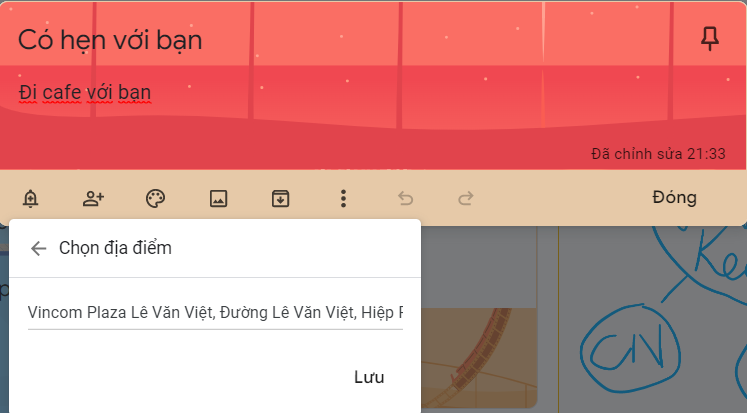 Có hẹn với bạn
Đi cafe với bạn
Đã chỉnh sửa 21:33
Đóng
Chọn địa điểm
Vincom Plaza Lê Văn Việt, Đường Lê Văn Việt, Hiệp
Lưu
Ke
CN